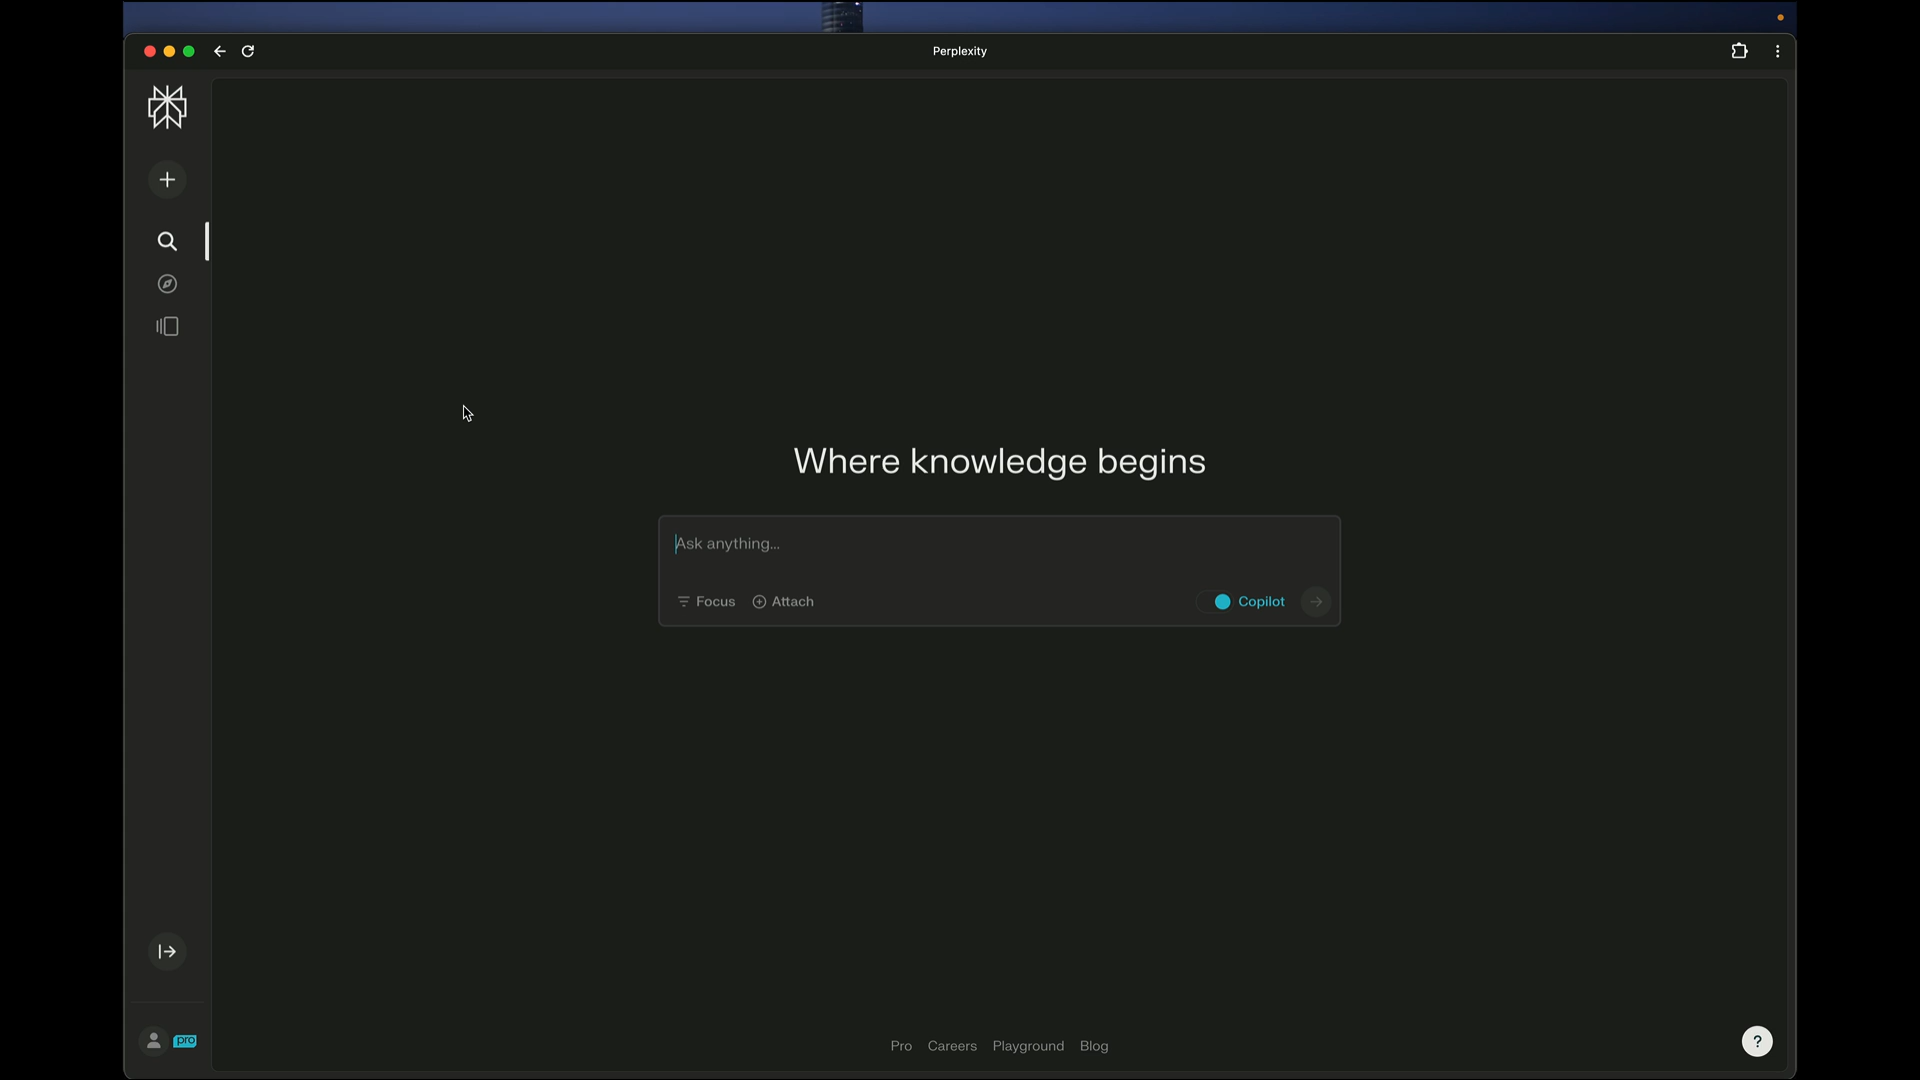 Perplexity
Where knowledge begins
Ask anything...
Focus
Attach
Copilot
pro
Pro
Careers
Playground
Blog
?